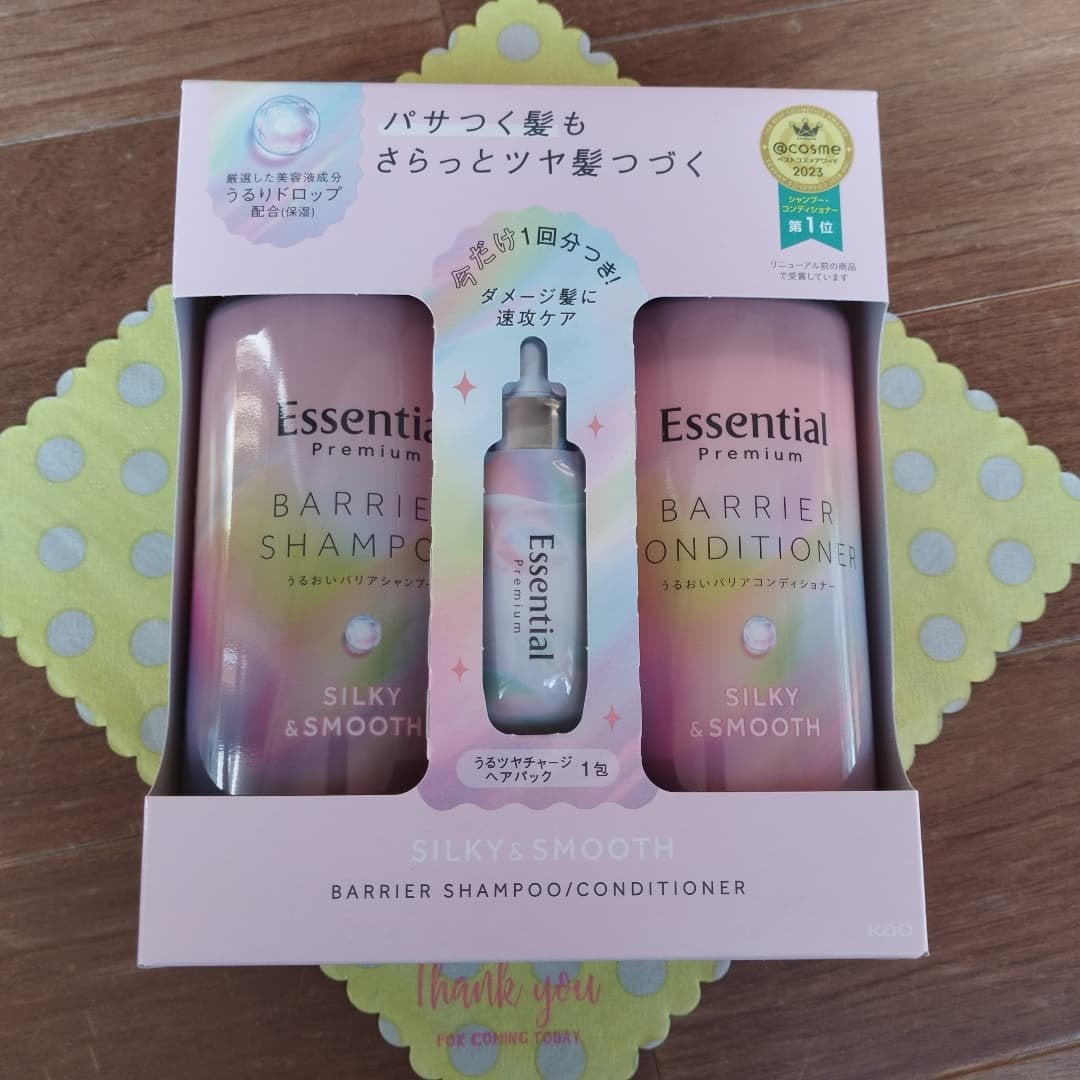 パサつく髪も
さらっとツヤ髪つづく
厳選した美容液成分
うるりドロップ
配合(保湿)
@cosme
ベストコスメアワード
2023
シャンプー・
コンディショナー
第1位
リニューアル前の商品
で受賞しています
今だけ1回分つき!
ダメージ髪に
速攻ケア
Essentia
Premium
BARRIE
SHAMPO
うるおいバリアシャンプー
SILKY
& SMOOTH
Essential
Premium
うるツヤチャージ
ヘアパック 1包
Essential
Premium
BARRIER
ONDITIONER
うるおいバリアコンディショナー
SILKY
& SMOOTH
SILKY & SMOOTH
BARRIER SHAMPOO/CONDITIONER
Kao
Thank you
FOR COMING TODAY